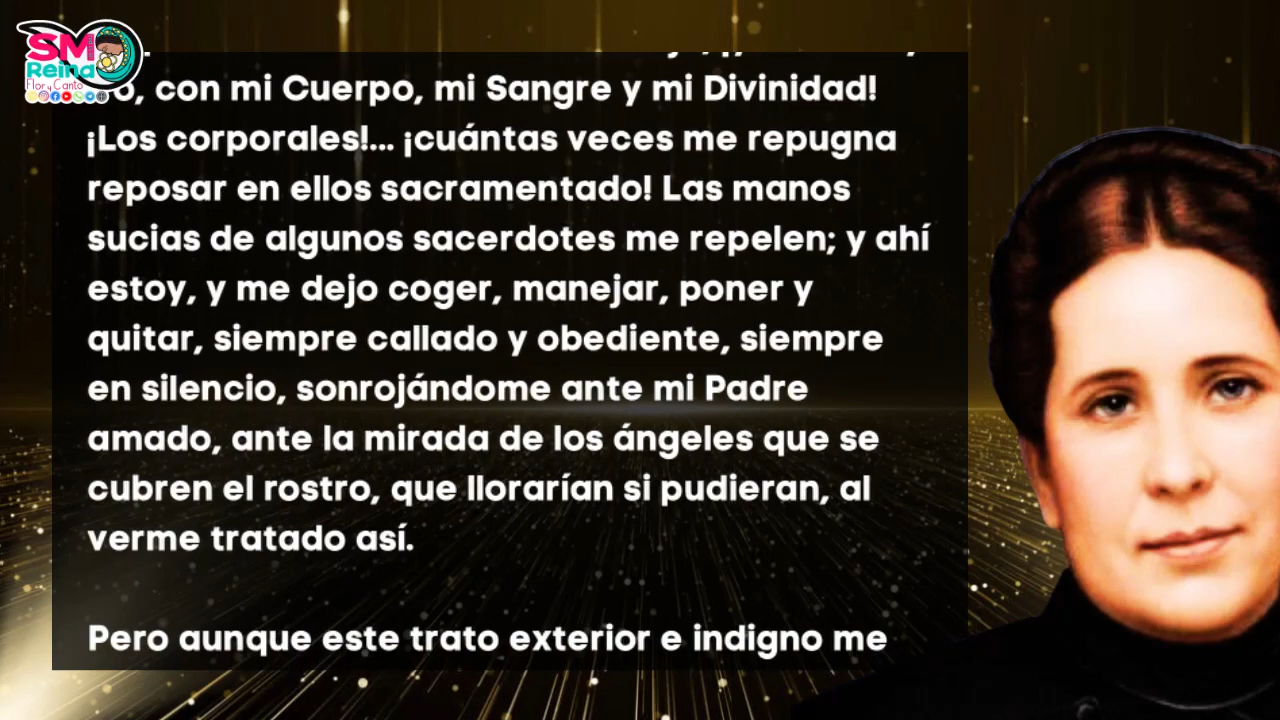 SM
Reina
Flor y Canto
con mi Cuerpo, mi Sangre y mi Divinidad!
¡Los corporales!... ¡cuántas veces me repugna
reposar en ellos sacramentado! Las manos
sucias de algunos sacerdotes me repelen; y ahí
estoy, y me dejo coger, manejar, poner y
quitar, siempre callado y obediente, siempre
en silencio, sonrojándome ante mi Padre
amado, ante la mirada de los ángeles que se
cubren el rostro, que llorarían si pudieran, al
verme tratado así.
Pero aunque este trato exterior e indigno me